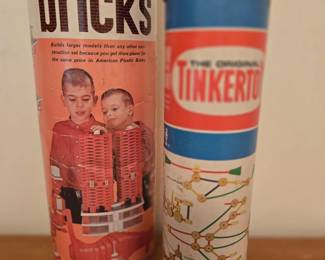 bricks
Builds larger models than any other con-
struction set because you get more pieces for
the same price in American Plastic Bricks
THE ORIGINAL
TINKERTO